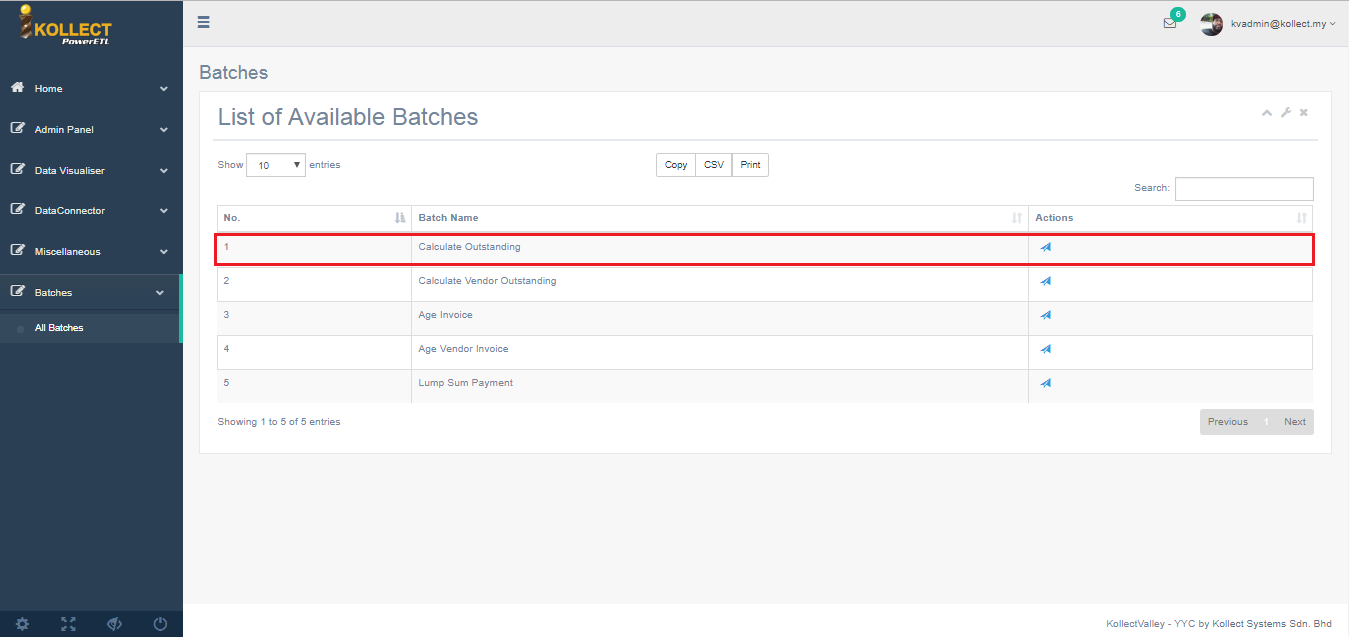 KOLLECT
PowerETL
6
kvadmin@kollect.my
Home
Admin Panel
Data Visualiser
DataConnector
Miscellaneous
Batches
All Batches
Batches
List of Available Batches
Show 10 entries
Copy CSV Print
Search:
No. Batch Name Actions
1 Calculate Outstanding
2 Calculate Vendor Outstanding
3 Age Invoice
4 Age Vendor Invoice
5 Lump Sum Payment
Showing 1 to 5 of 5 entries
Previous 1 Next
KollectValley - YYC by Kollect Systems Sdn. Bhd